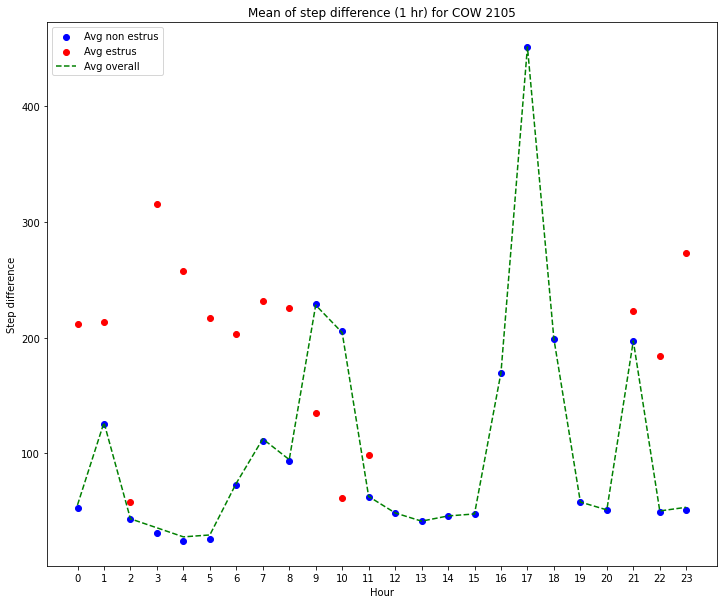 Mean of step difference (1 hr) for COW 2105
Avg non estrus
Avg estrus
Avg overall
400
300
200
100
Step difference
0 1 2 3 4 5 6 7 8 9 10 11 12 13 14 15 16 17 18 19 20 21 22 23
Hour